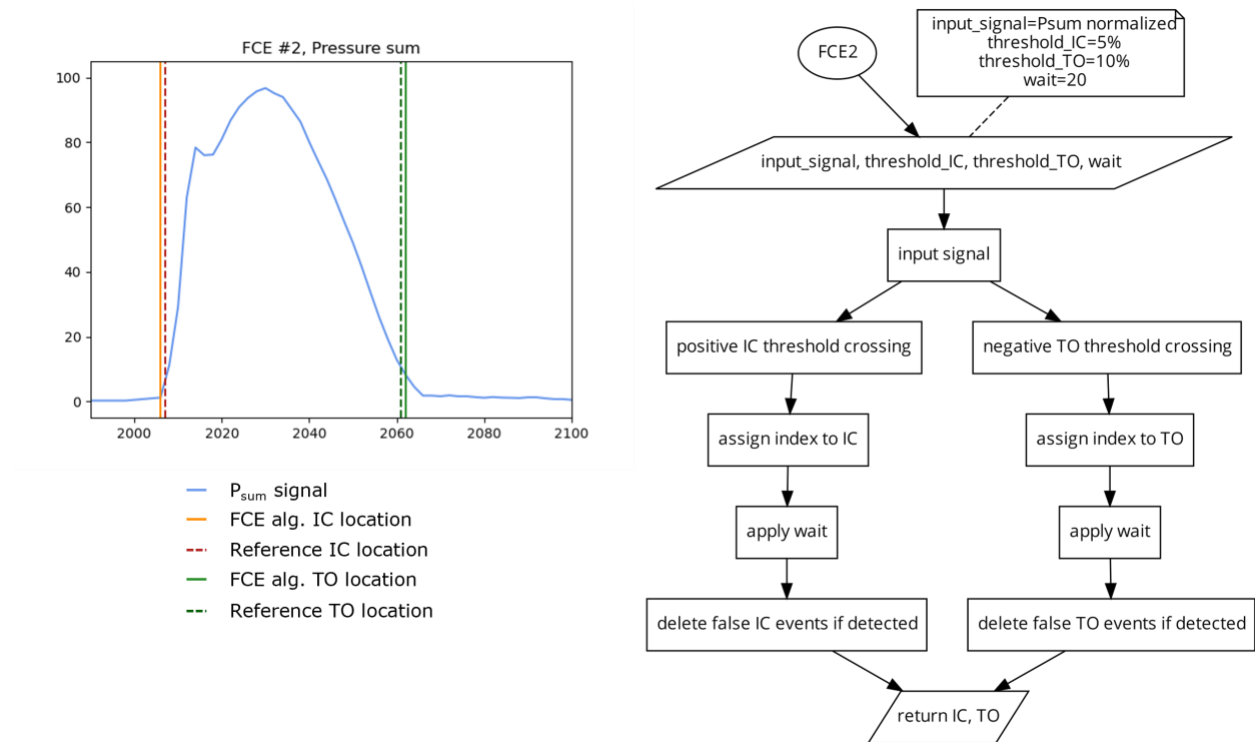 FCE #2, Pressure sum
100
80
60
40
20
0
2000
2020
2040
2060
2080
2100
Psum signal
FCE alg. IC location
Reference IC location
FCE alg. TO location
Reference TO location
FCE2
input_signal=Psum normalized
threshold_IC=5%
threshold_TO=10%
wait=20
input_signal, threshold_IC, threshold_TO, wait
input signal
positive IC threshold crossing
negative TO threshold crossing
assign index to IC
assign index to TO
apply wait
apply wait
delete false IC events if detected
delete false TO events if detected
return IC, TO